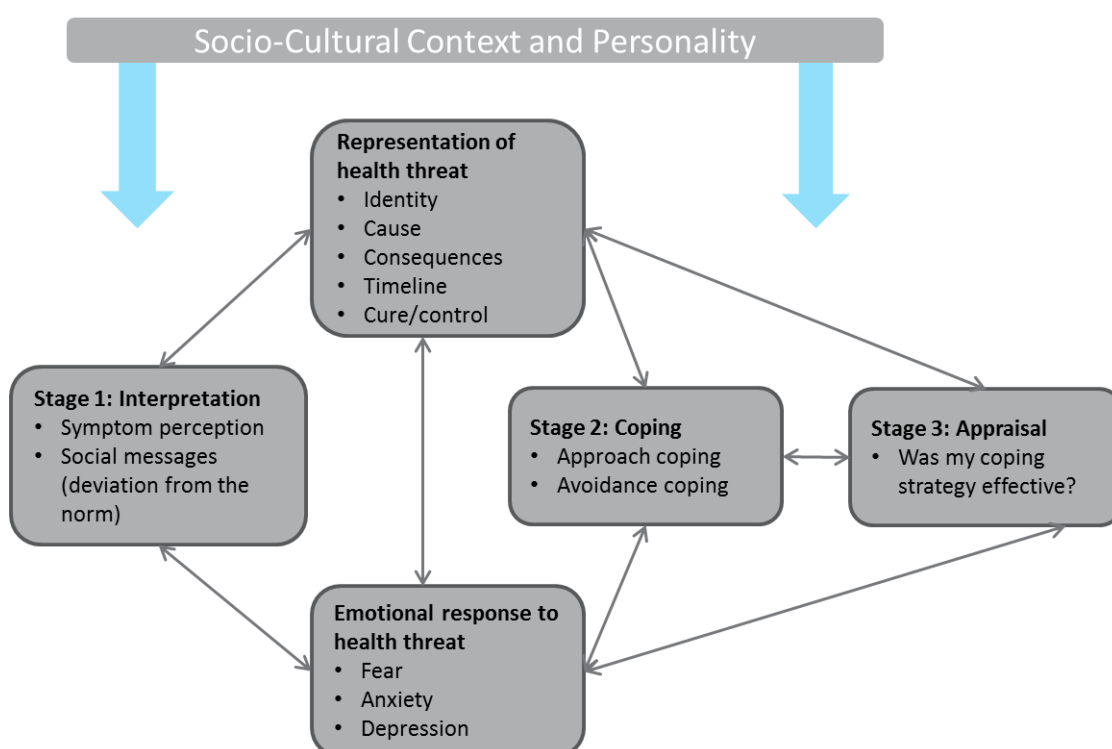 Socio-Cultural Context and Personality
Representation of
health threat
• Identity
• Cause
• Consequences
• Timeline
• Cure/control
Stage 1: Interpretation
• Symptom perception
• Social messages
(deviation from the
norm)
Stage 2: Coping
• Approach coping
• Avoidance coping
Stage 3: Appraisal
• Was my coping
strategy effective?
Emotional response to
health threat
• Fear
• Anxiety
• Depression